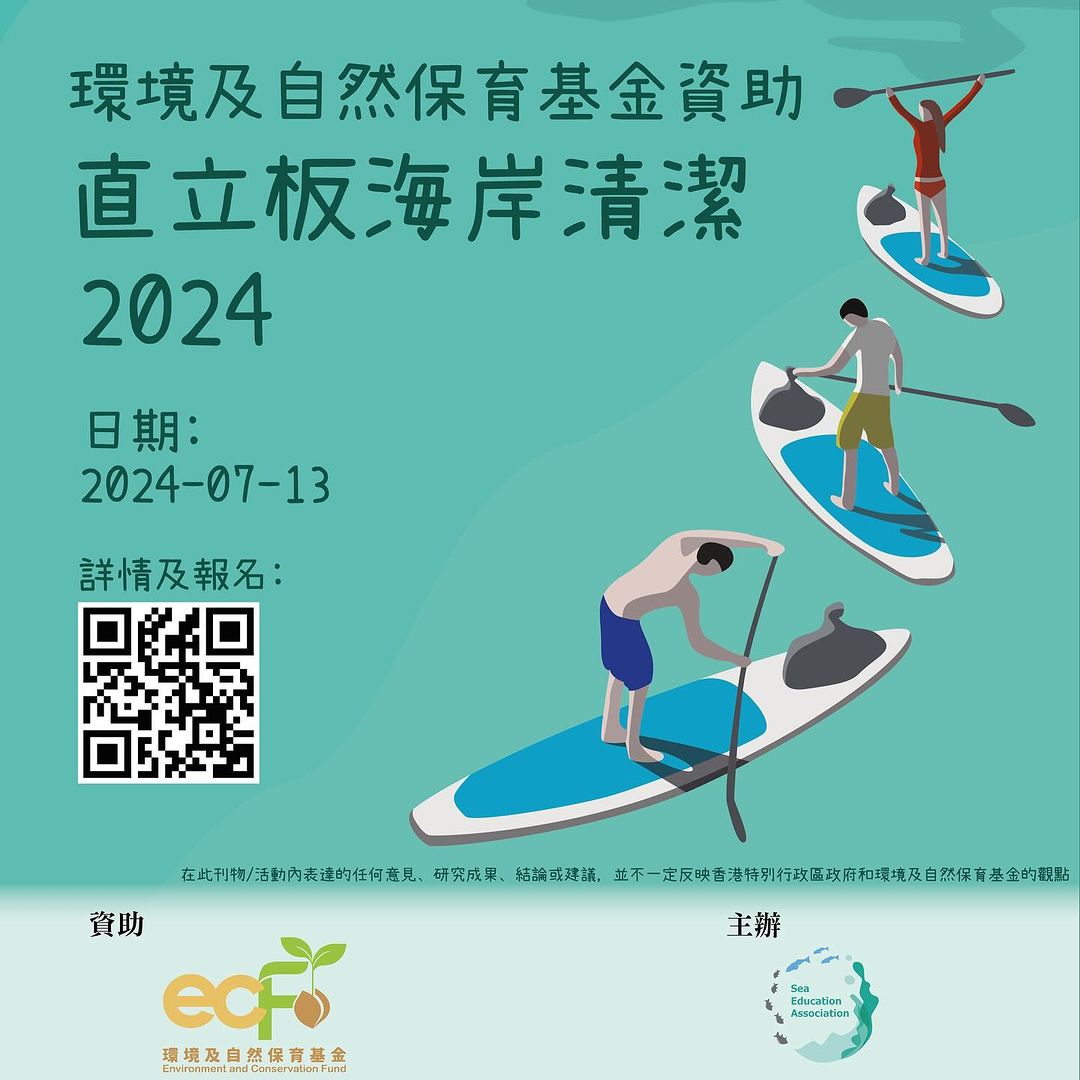 環境及自然保育基金資助
直立板海岸清潔
2024
日期：
2024-07-13
詳情及報名：
在此刊物/活動內表達的任何意見、研究成果、結論或建議，並不一定反映香港特別行政區政府和環境及自然保育基金的觀點
資助
主辦
ecf
環境及自然保育基金
Environment and Conservation Fund
Sea
Education
Association